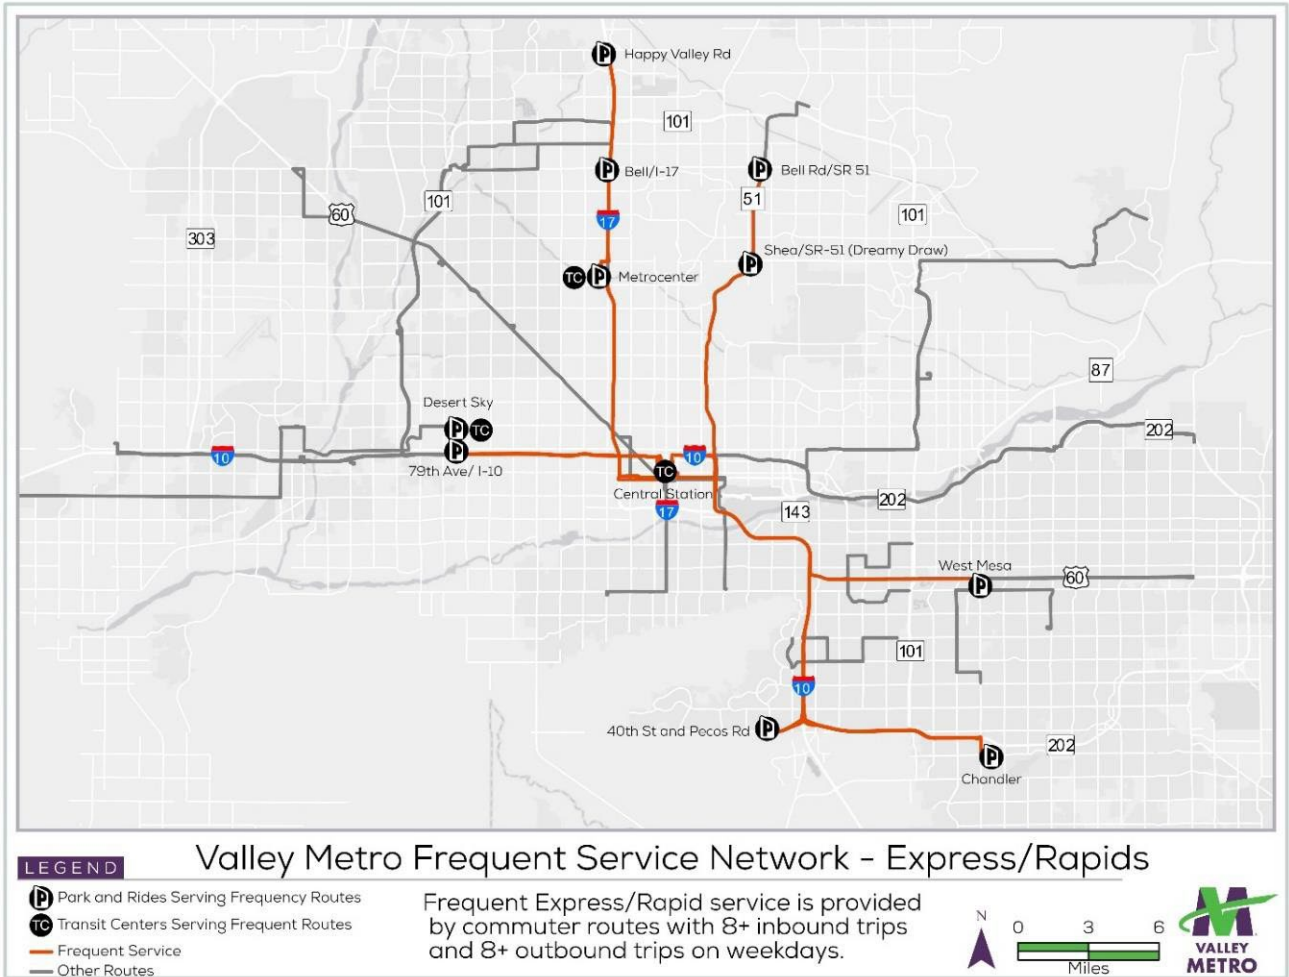 Happy Valley Rd
101
Bell/I-17
Bell Rd/SR 51
101
51
60
17
101
303
Shea/SR-51 (Dreamy Draw)
TC
Metrocenter
87
Desert Sky
TC
202
10
10
79th Ave/ I-10
TC
Central Station
202
17
143
West Mesa
60
101
10
40th St and Pecos Rd
202
Chandler
LEGEND
Valley Metro Frequent Service Network - Express/Rapids
Park and Rides Serving Frequency Routes
TC Transit Centers Serving Frequent Routes
Frequent Service
Other Routes
Frequent Express/Rapid service is provided
by commuter routes with 8+ inbound trips
and 8+ outbound trips on weekdays.
N
0 3 6
Miles
VALLEY
METRO